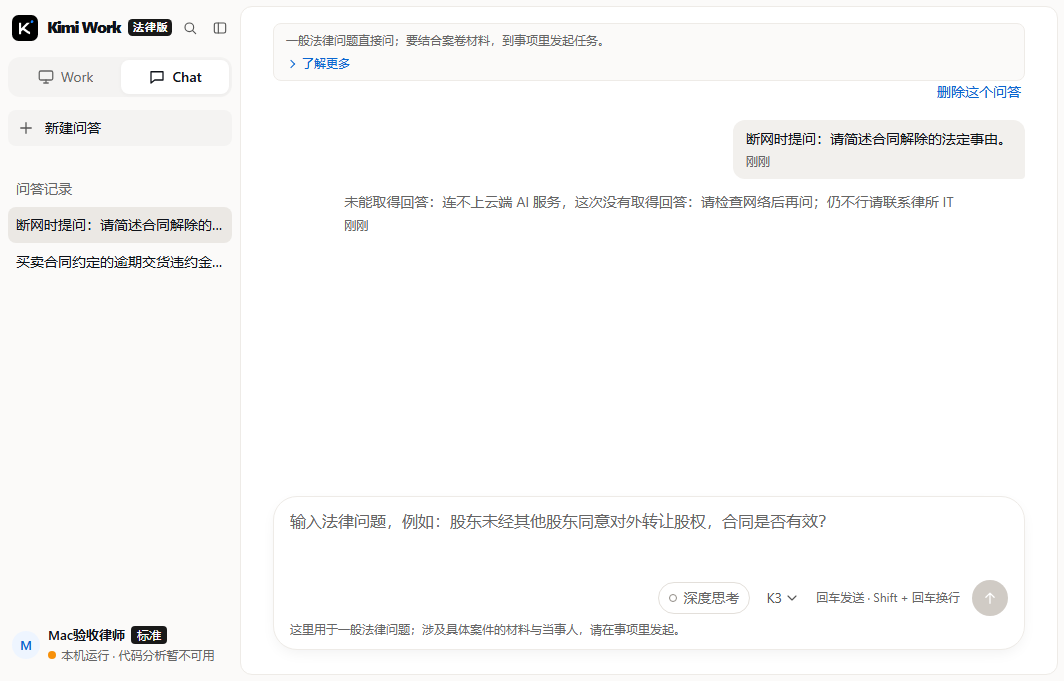 Kimi Work 法律版
Work
Chat
新建问答
问答记录
断网时提问：请简述合同解除的...
买卖合同约定的逾期交货违约金...
M
Mac验收律师 标准
本机运行 · 代码分析暂不可用
一般法律问题直接问；要结合案卷材料，到事项里发起任务。
了解更多
删除这个问答
断网时提问：请简述合同解除的法定事由。
刚刚
未能取得回答：连不上云端 AI 服务，这次没有取得回答：请检查网络后再问；仍不行请联系律所 IT
刚刚
输入法律问题，例如：股东未经其他股东同意对外转让股权，合同是否有效？
深度思考
K3
回车发送 · Shift + 回车换行
这里用于一般法律问题；涉及具体案件的材料与当事人，请在事项里发起。